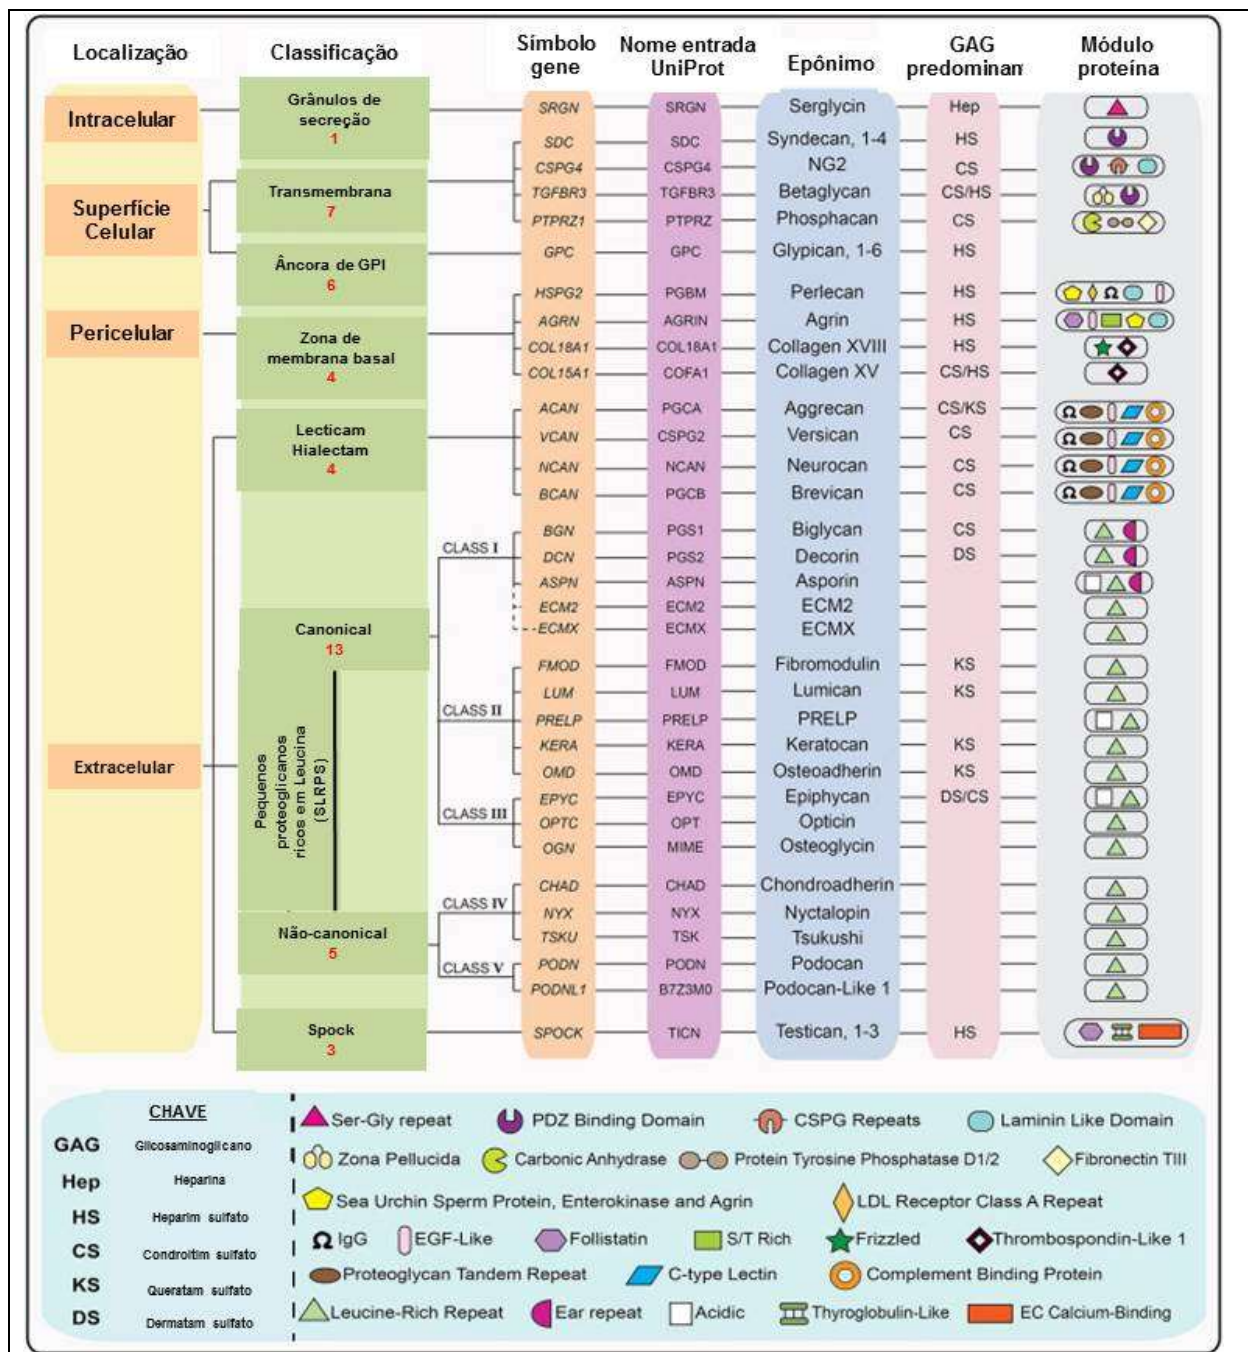 Localização Classificação Símbolo gene Nome entrada UniProt Epônimo GAG predominan Módulo proteína
Intracelular
Superfície
Celular
Pericelular
Extracelular
Grânulos de
secreção
1
Transmembrana
7
Âncora de GPI
6
Zona de
membrana basal
4
Lecticam
Hialectam
4
Canonical
13
Pequenos
proteoglicanos
ricos em Leucina
(SLRPS)
Não-canonical
5
Spock
3
CLASS I
CLASS II
CLASS III
CLASS IV
CLASS V
SRGN SRGN Serglycin Hep
SDC SDC Syndecan, 1-4 HS
CSPG4 CSPG4 NG2 CS
TGFBR3 TGFBR3 Betaglycan CS/HS
PTPRZ1 PTPRZ Phosphacan CS
GPC GPC Glypican, 1-6 HS
HSPG2 PGBM Perlecan HS
AGRN AGRIN Agrin HS
COL18A1 COL18A1 Collagen XVIII HS
COL15A1 COFA1 Collagen XV CS/HS
ACAN PGCA Aggrecan CS/KS
VCAN CSPG2 Versican CS
NCAN NCAN Neurocan CS
BCAN PGCB Brevican CS
BGN PGS1 Biglycan CS
DCN PGS2 Decorin DS
ASPN ASPN Asporin
ECM2 ECM2 ECM2
ECMX ECMX ECMX
FMOD FMOD Fibromodulin KS
LUM LUM Lumican KS
PRELP PRELP PRELP
KERA KERA Keratocan KS
OMD OMD Osteoadherin KS
EPYC EPYC Epiphycan DS/CS
OPTC OPT Opticin
OGN MIME Osteoglycin
CHAD CHAD Chondroadherin
NYX NYX Nyctalopin
TSKU TSK Tsukushi
PODN PODN Podocan
PODNL1 B7Z3M0 Podocan-Like 1
SPOCK TICN Testican, 1-3 HS
CHAVE
GAG Glicosaminoglicano
Hep Heparina
HS Heparim sulfato
CS Condroitim sulfato
KS Queratam sulfato
DS Dermatam sulfato
Ser-Gly repeat PDZ Binding Domain CSPG Repeats Laminin Like Domain
Zona Pellucida Carbonic Anhydrase Protein Tyrosine Phosphatase D1/2 Fibronectin TIII
Sea Urchin Sperm Protein, Enterokinase and Agrin LDL Receptor Class A Repeat
Ω IgG EGF-Like Follistatin S/T Rich Frizzled Thrombospondin-Like 1
Proteoglycan Tandem Repeat C-type Lectin Complement Binding Protein
Leucine-Rich Repeat Ear repeat Acidic Thyroglobulin-Like EC Calcium-Binding